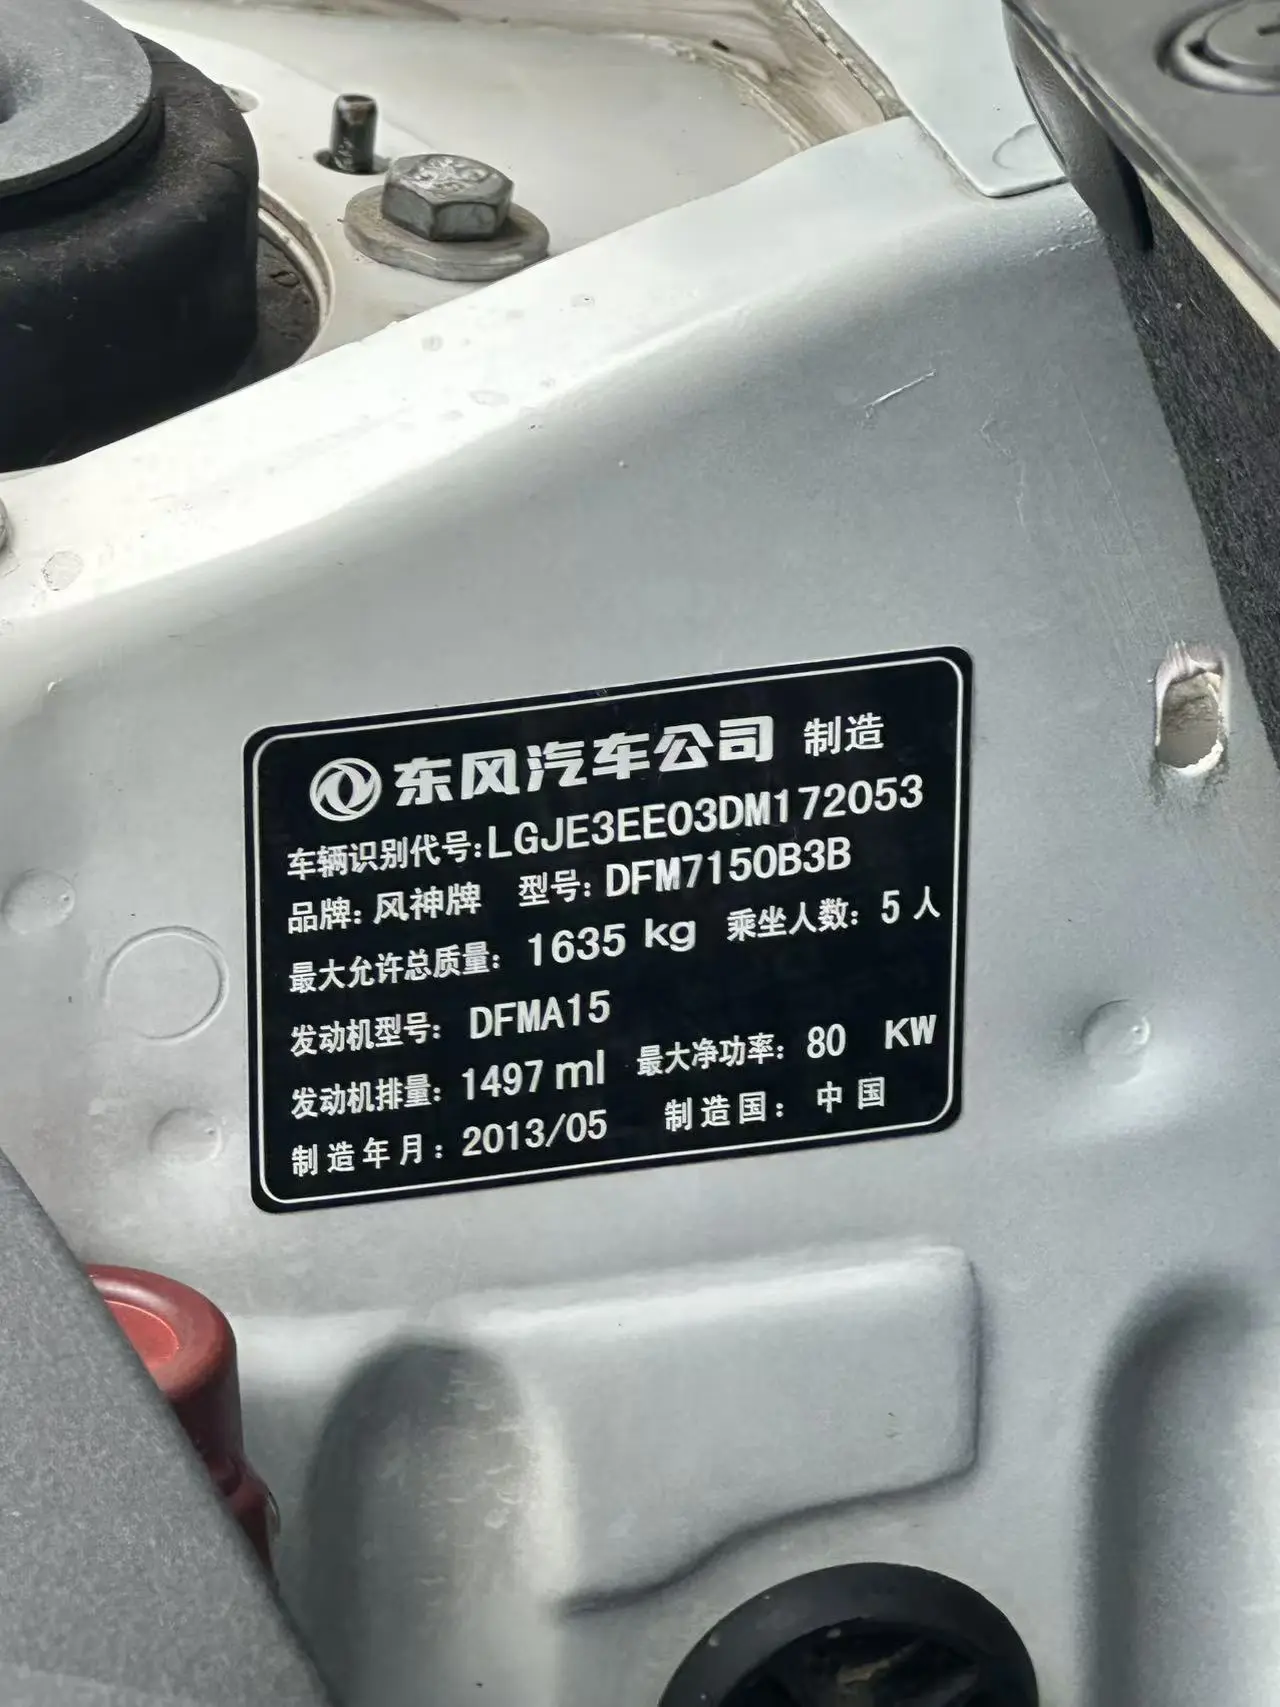 东风汽车公司 制造
车辆识别代号:LGJE3EE03DM172053
品牌: 风神牌 型号: DFM7150B3B
最大允许总质量: 1635 kg 乘坐人数: 5 人
发动机型号: DFMA15
发动机排量: 1497 ml 最大净功率: 80 KW
制造年月: 2013/05 制造国: 中国